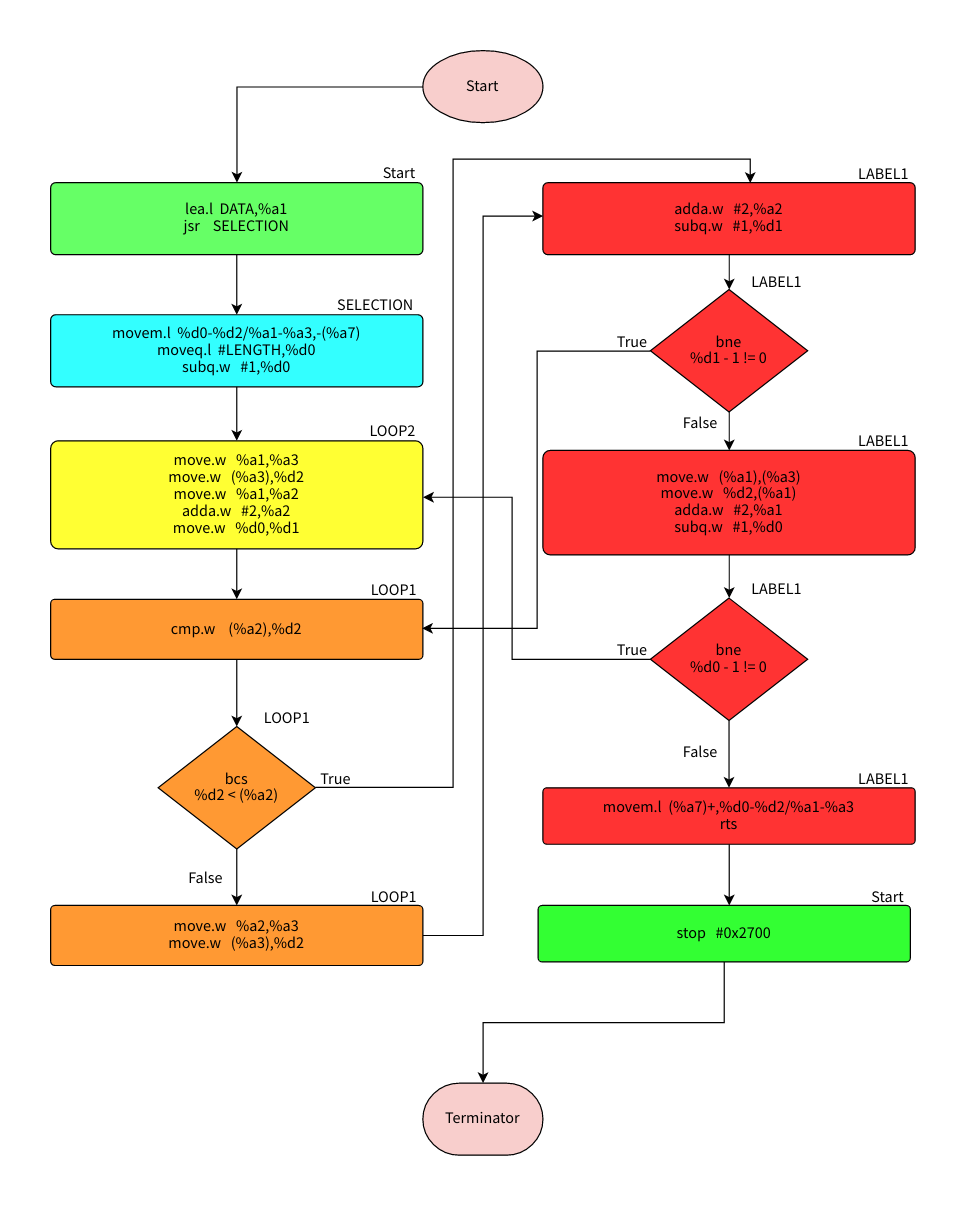 Start
Start
lea.l DATA,%a1
jsr SELECTION
SELECTION
movem.l %d0-%d2/%a1-%a3,-(%a7)
moveq.l #LENGTH,%d0
subq.w #1,%d0
LOOP2
move.w %a1,%a3
move.w (%a3),%d2
move.w %a1,%a2
adda.w #2,%a2
move.w %d0,%d1
LOOP1
cmp.w (%a2),%d2
LOOP1
bcs
%d2 < (%a2)
True
False
LOOP1
move.w %a2,%a3
move.w (%a3),%d2
LABEL1
adda.w #2,%a2
subq.w #1,%d1
LABEL1
bne
%d1 - 1 != 0
True
False
LABEL1
move.w (%a1),(%a3)
move.w %d2,(%a1)
adda.w #2,%a1
subq.w #1,%d0
LABEL1
bne
%d0 - 1 != 0
True
False
LABEL1
movem.l (%a7)+,%d0-%d2/%a1-%a3
rts
Start
stop #0x2700
Terminator